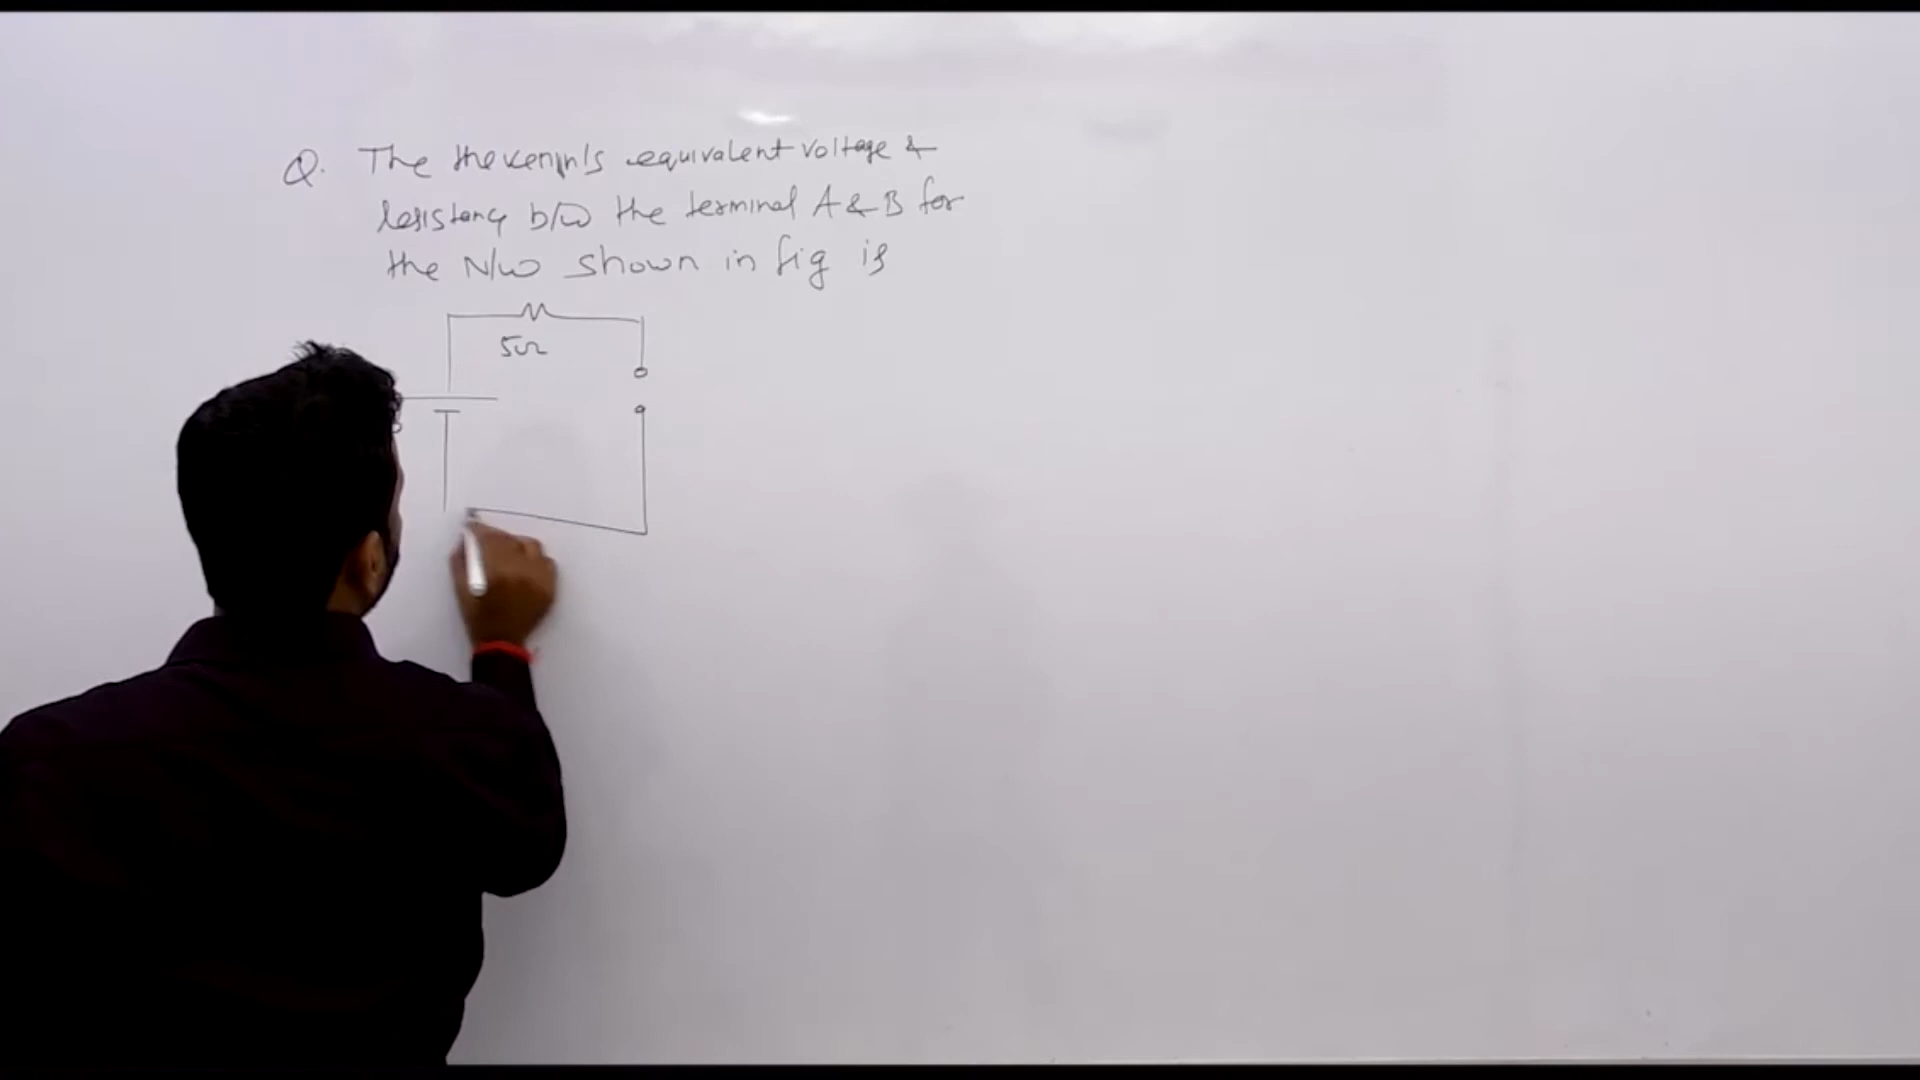 Q. The thevenin's equivalent voltage &
resistance b/w the terminal A & B for
the N/w shown in fig is
5Ω